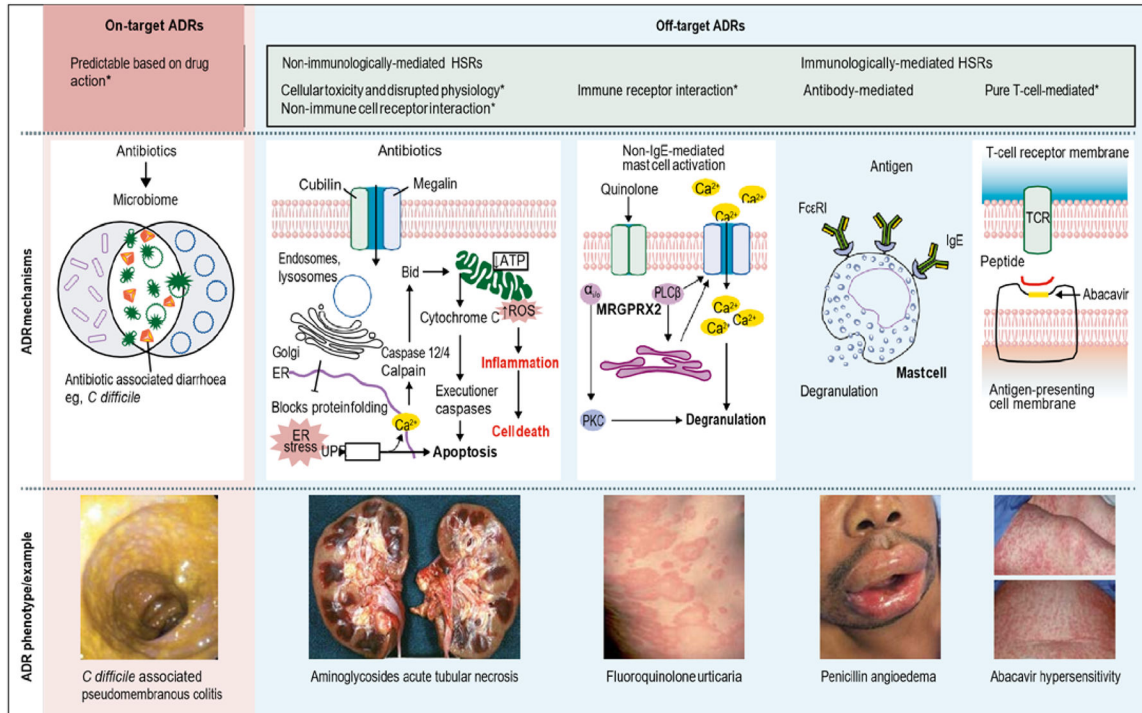 On-target ADRs
Off-target ADRs
Predictable based on drug
action*
Non-immunologically-mediated HSRs
Immunologically-mediated HSRs
Cellular toxicity and disrupted physiology*
Non-immune cell receptor interaction*
Immune receptor interaction*
Antibody-mediated
Pure T-cell-mediated*
ADR mechanisms
Antibiotics
Microbiome
Antibiotic associated diarrhoea
eg, C difficile
Antibiotics
Cubilin
Megalin
Endosomes,
lysosomes
Bid
↓ATP
Cytochrome C
↑ROS
Golgi
ER
Caspase 12/4
Calpain
Inflammation
Blocks protein folding
Executioner
caspases
Cell death
Ca2+
ER
stress
UPR
Apoptosis
Non-IgE-mediated
mast cell activation
Quinolone
Ca2+
Ca2+
Ca2+
PLCβ
MRGPRX2
Ca2+
Ca2+
Ca2+
PKC
Degranulation
Antigen
FcεRI
IgE
Mast cell
Degranulation
T-cell receptor membrane
TCR
Peptide
Abacavir
Antigen-presenting
cell membrane
ADR phenotype/example
C difficile associated
pseudomembranous colitis
Aminoglycosides acute tubular necrosis
Fluoroquinolone urticaria
Penicillin angioedema
Abacavir hypersensitivity